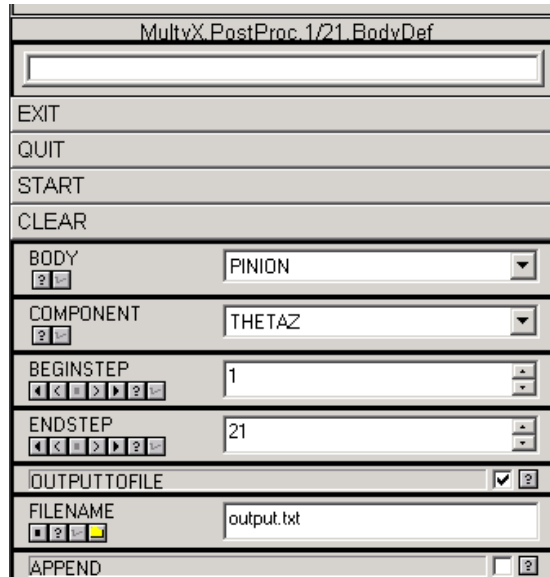 MultyX.PostProc.1/21.BodyDef
EXIT
QUIT
START
CLEAR
BODY
PINION
COMPONENT
THETAZ
BEGINSTEP
1
ENDSTEP
21
OUTPUTTOFILE
FILENAME
output.txt
APPEND